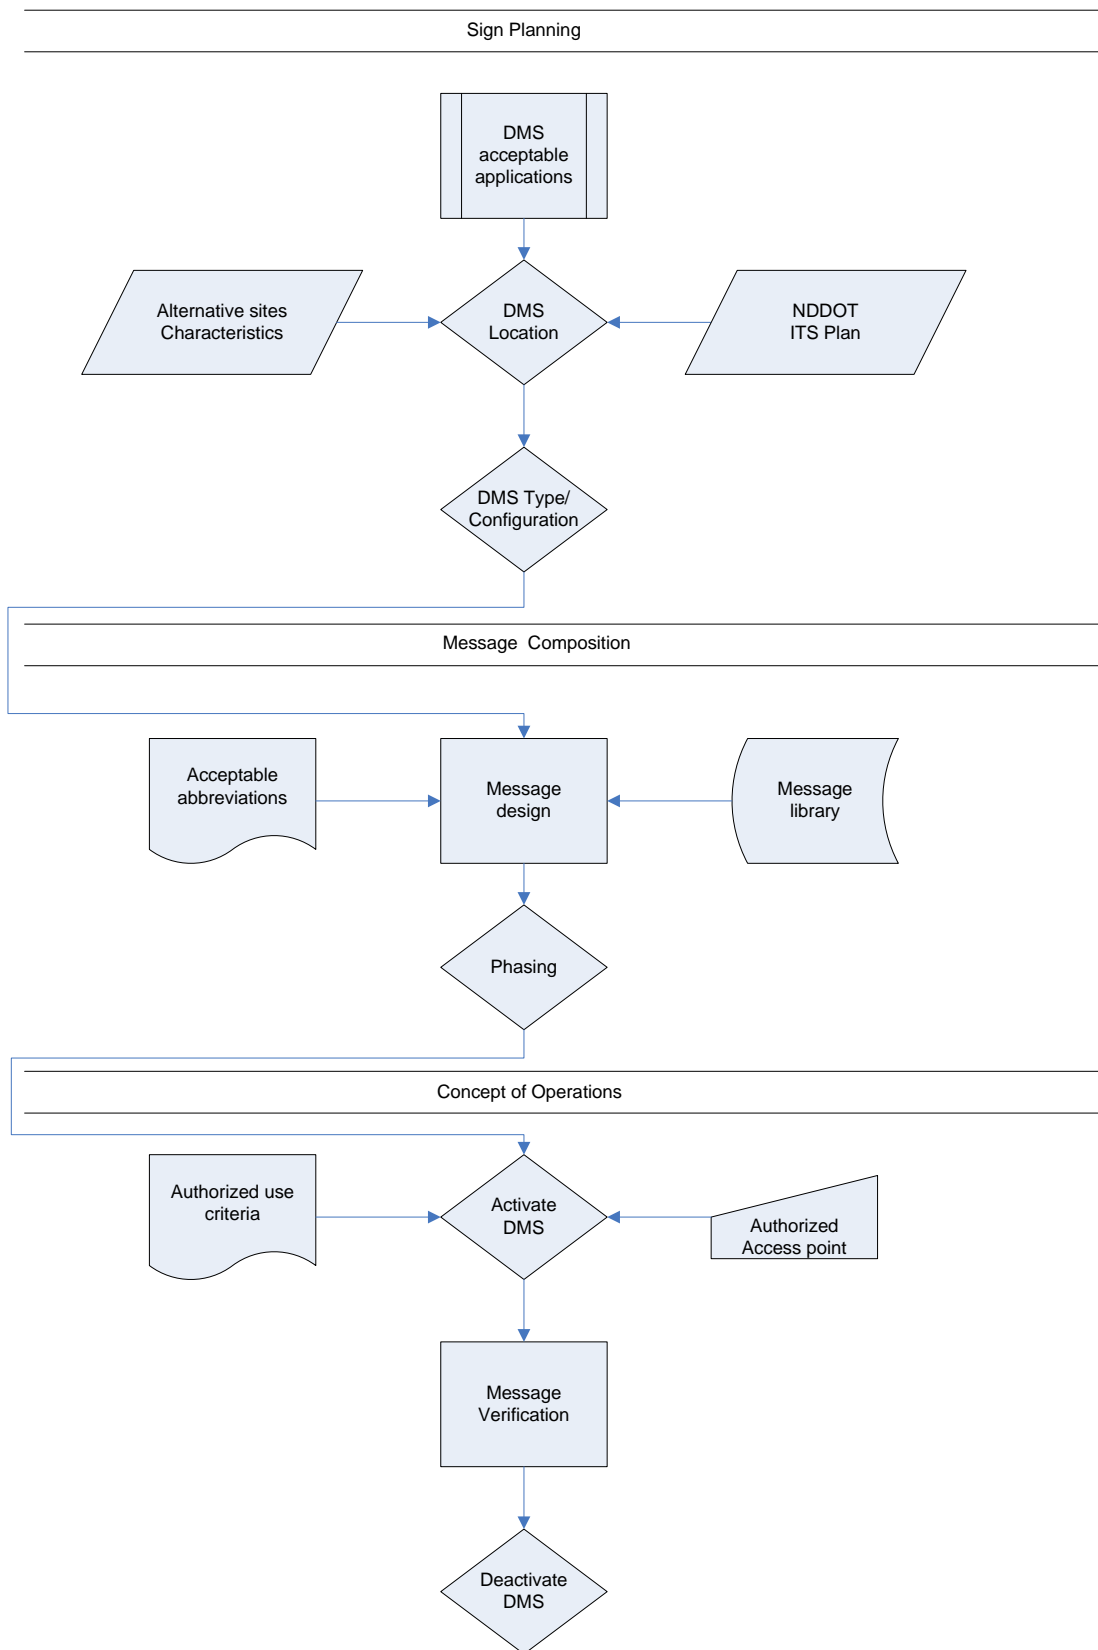 Sign Planning
DMS
acceptable
applications
Alternative sites
Characteristics
DMS
Location
NDDOT
ITS Plan
DMS Type/
Configuration
Message  Composition
Acceptable
abbreviations
Message
design
Message
library
Phasing
Concept of Operations
Authorized use
criteria
Activate
DMS
Authorized
Access point
Message
Verification
Deactivate
DMS